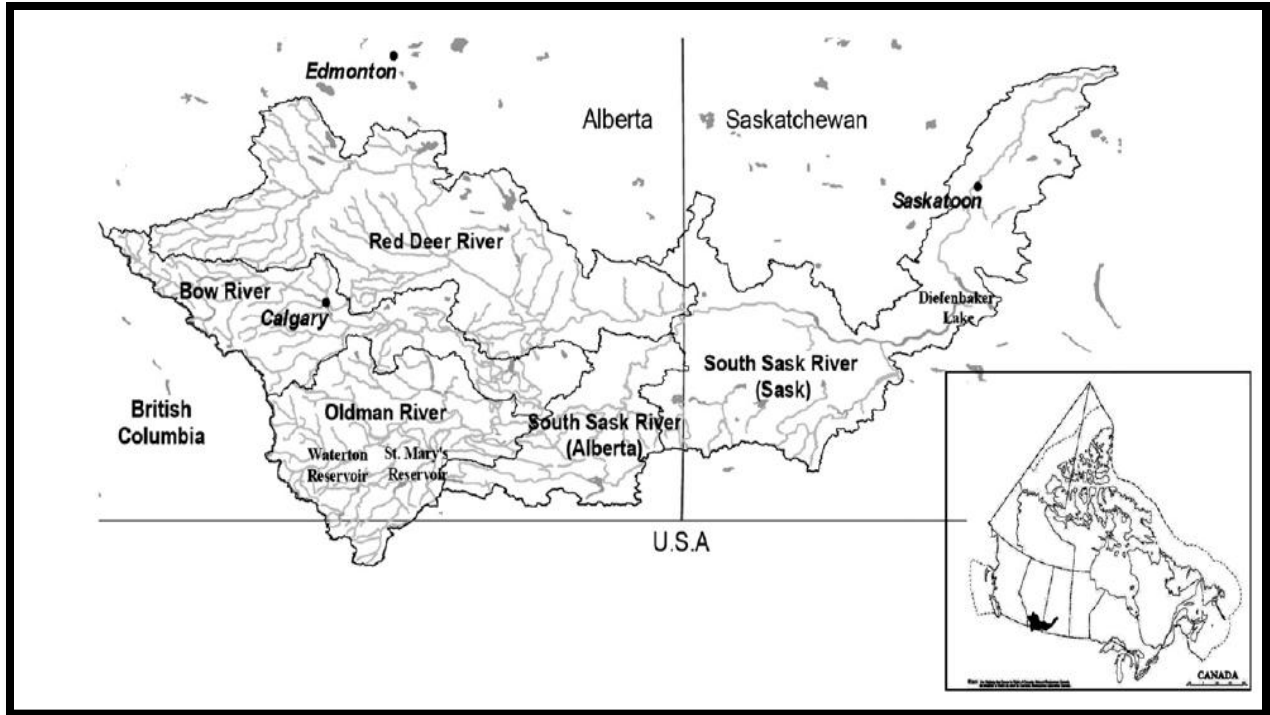 Edmonton
Alberta
Saskatchewan
Saskatoon
Red Deer River
Bow River
Calgary
Diefenbaker
Lake
South Sask River
(Sask)
British
Columbia
Oldman River
South Sask River
(Alberta)
Waterton
Reservoir
St. Mary's
Reservoir
U.S.A
CANADA